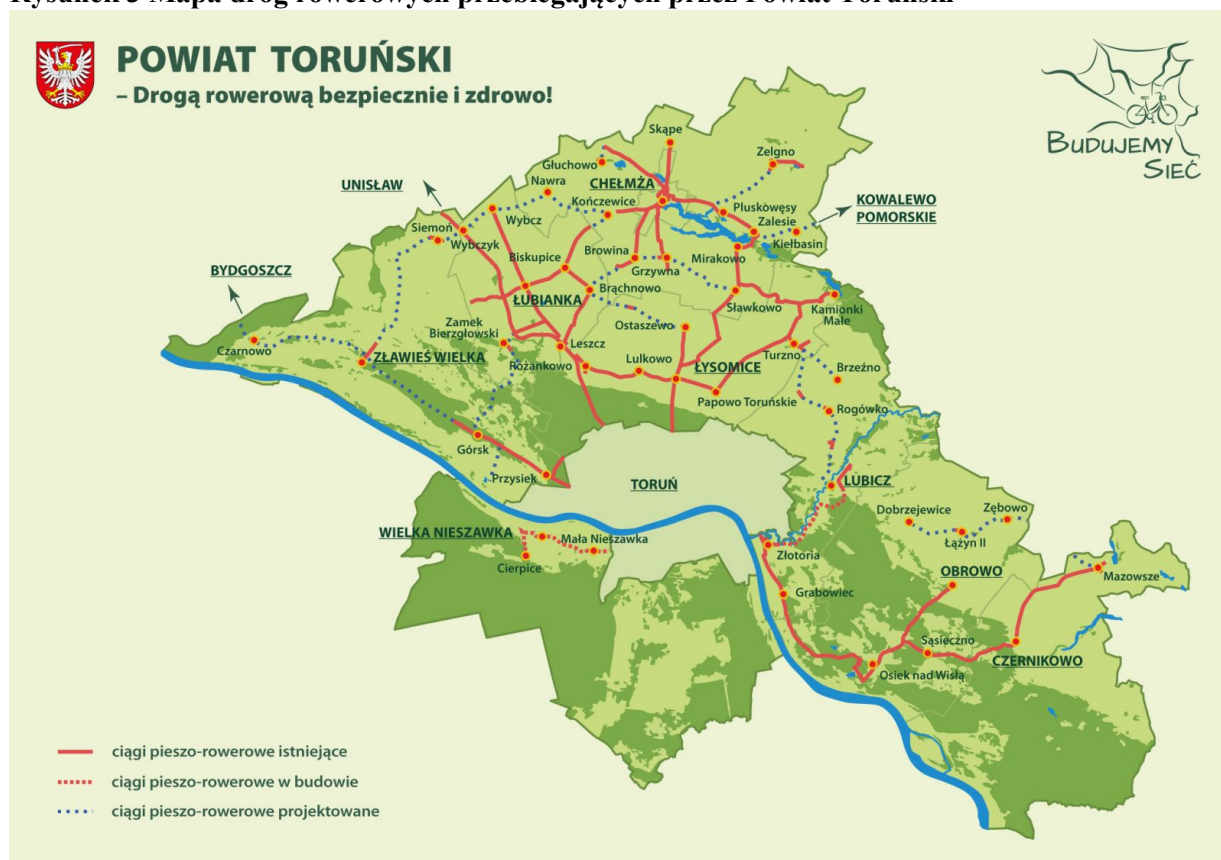 Rysunek 3 Mapa dróg rowerowych przebiegających przez Powiat Toruński
POWIAT TORUŃSKI
– Drogą rowerową bezpiecznie i zdrowo!
BUDUJEMY
SIEĆ
Skąpe
Zelgno
Głuchowo
CHEŁMŻA
UNISŁAW
Nawra
Kończewice
Pluskowęsy
KOWALEWO
POMORSKIE
Wybcz
Zalesie
Siemoń
Kiełbasin
Wybczyk
Browina
Mirakowo
Biskupice
Grzywna
BYDGOSZCZ
Brąchnowo
ŁUBIANKA
Sławkowo
Kamionki
Małe
Zamek
Bierzgłowski
Ostaszewo
Czarnowo
Leszcz
Turzno
ZŁAWIEŚ WIELKA
Lulkowo
Różankowo
ŁYSOMICE
Brzeźno
Papowo Toruńskie
Rogówko
Górsk
Przysiek
TORUŃ
LUBICZ
Dobrzejewice
Zębowo
WIELKA NIESZAWKA
Mała Nieszawka
Łążyn II
Złotoria
Cierpice
OBROWO
Mazowsze
Grabowiec
Sąsieczno
CZERNIKOWO
Osiek nad Wisłą
ciągi pieszo-rowerowe istniejące
ciągi pieszo-rowerowe w budowie
ciągi pieszo-rowerowe projektowane